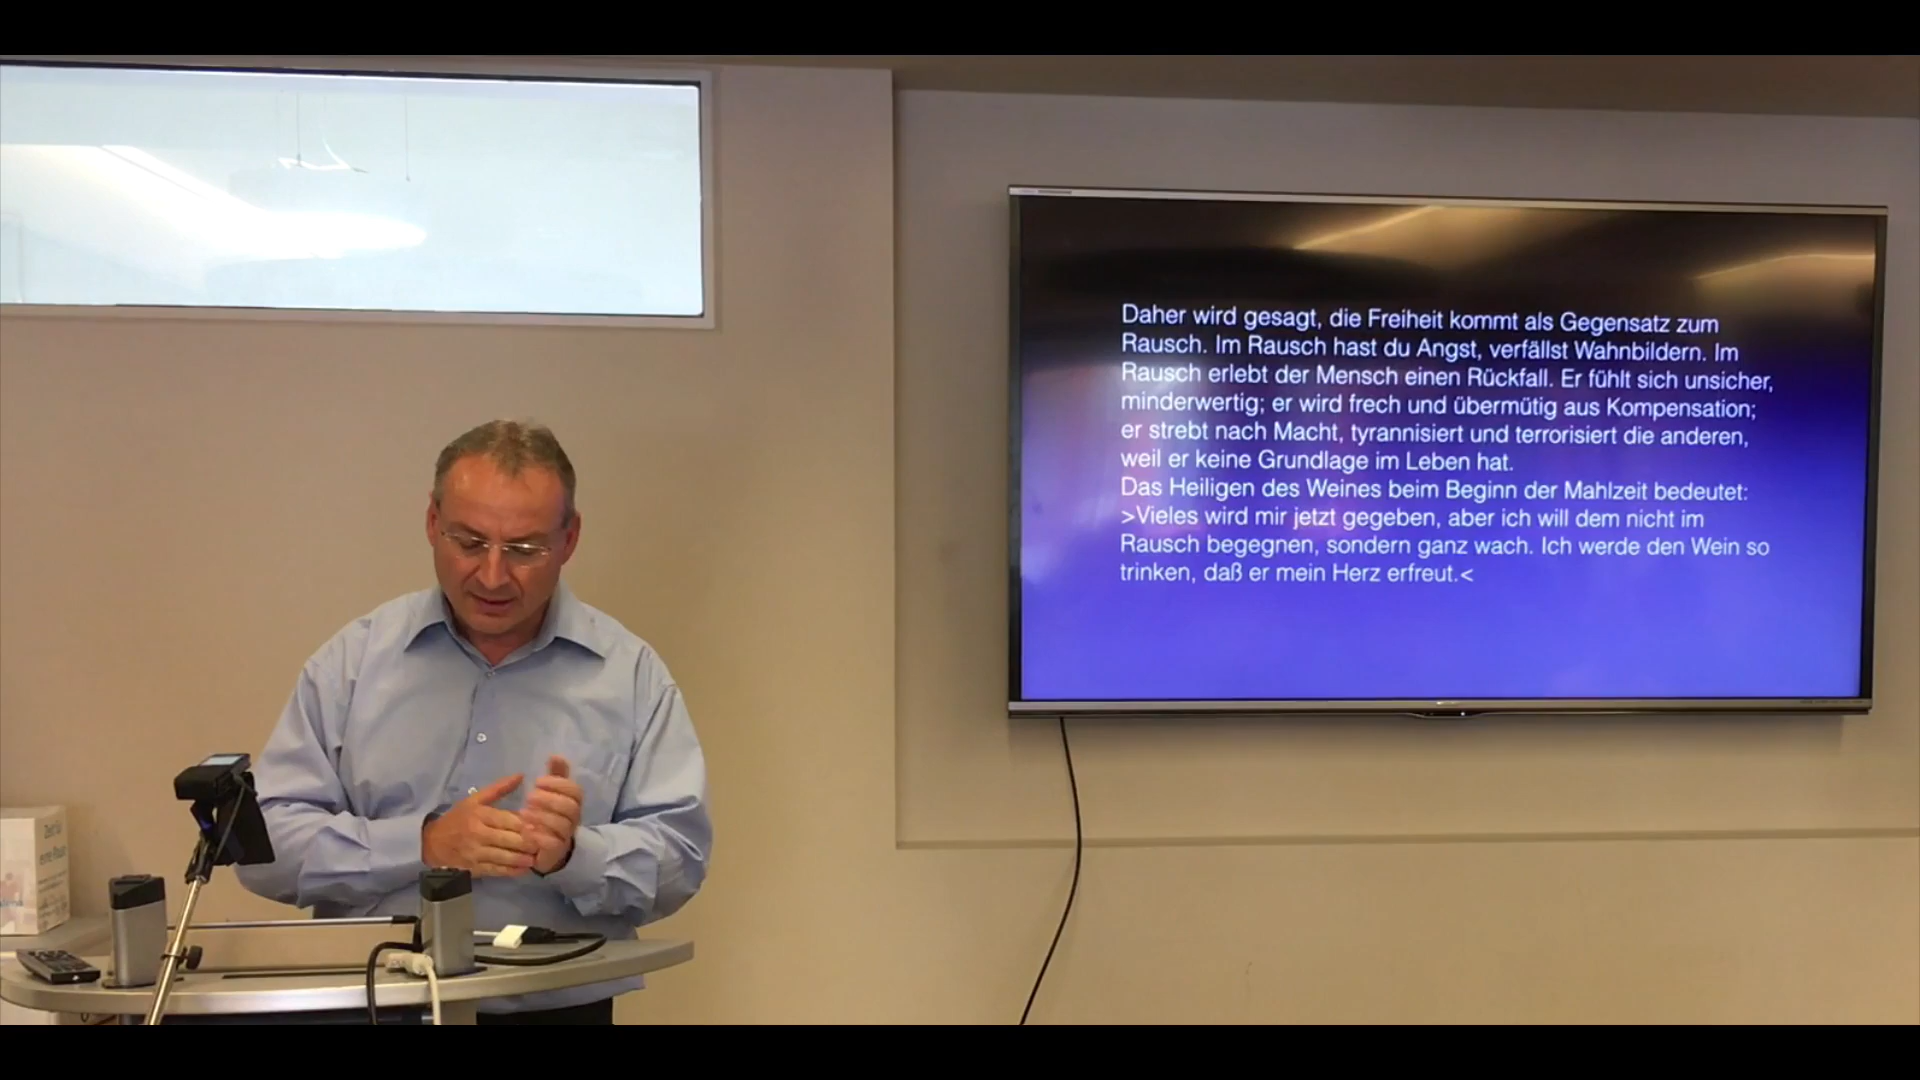 Daher wird gesagt, die Freiheit kommt als Gegensatz zum
Rausch. Im Rausch hast du Angst, verfällst Wahnbildern. Im
Rausch erlebt der Mensch einen Rückfall. Er fühlt sich unsicher,
minderwertig; er wird frech und übermütig aus Kompensation;
er strebt nach Macht, tyrannisiert und terrorisiert die anderen,
weil er keine Grundlage im Leben hat.
Das Heiligen des Weines beim Beginn der Mahlzeit bedeutet:
>Vieles wird mir jetzt gegeben, aber ich will dem nicht im
Rausch begegnen, sondern ganz wach. Ich werde den Wein so
trinken, daß er mein Herz erfreut.<
Zeit für
eine Pause